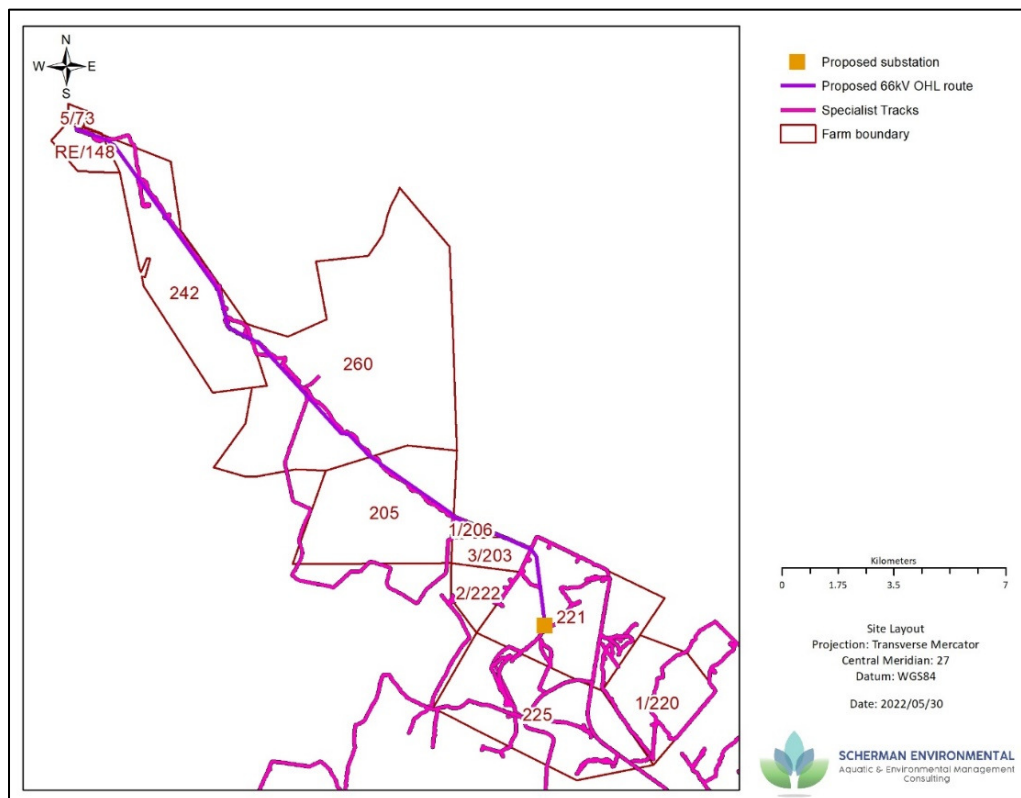 N
W E
S
5/73
RE/148
242
260
205
1/206
3/203
2/222
221
225
1/220
Proposed substation
Proposed 66kV OHL route
Specialist Tracks
Farm boundary
Kilometers
0 1.75 3.5 7
Site Layout
Projection: Transverse Mercator
Central Meridian: 27
Datum: WGS84
Date: 2022/05/30
SCHERMAN ENVIRONMENTAL
Aquatic & Environmental Management
Consulting